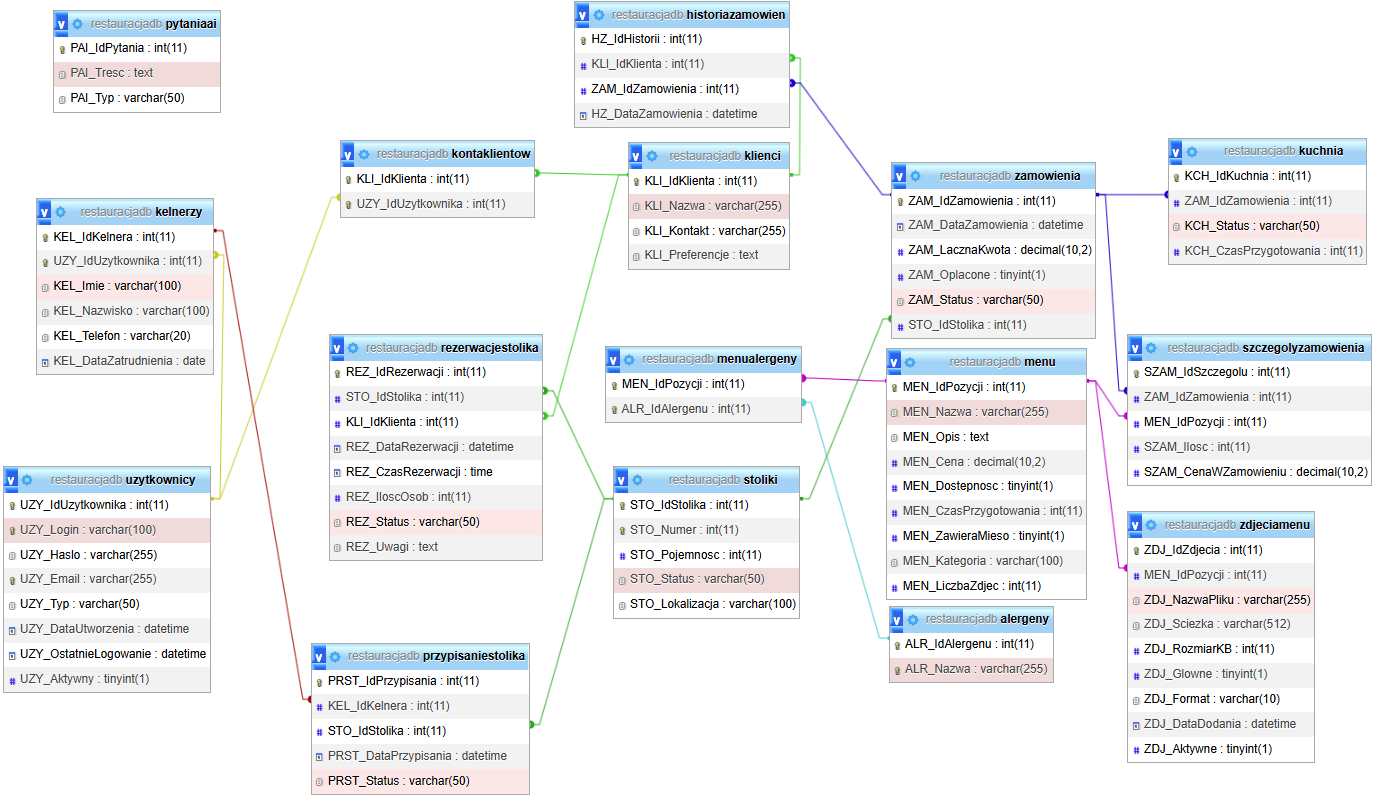 restauracjadb pytaniaai
PAI_IdPytania : int(11)
PAI_Tresc : text
PAI_Typ : varchar(50)
restauracjadb historiazamowien
HZ_IdHistorii : int(11)
KLI_IdKlienta : int(11)
ZAM_IdZamowienia : int(11)
HZ_DataZamowienia : datetime
restauracjadb kontaklientow
KLI_IdKlienta : int(11)
UZY_IdUzytkownika : int(11)
restauracjadb klienci
KLI_IdKlienta : int(11)
KLI_Nazwa : varchar(255)
KLI_Kontakt : varchar(255)
KLI_Preferencje : text
restauracjadb zamowienia
ZAM_IdZamowienia : int(11)
ZAM_DataZamowienia : datetime
ZAM_LacznaKwota : decimal(10,2)
ZAM_Oplacone : tinyint(1)
ZAM_Status : varchar(50)
STO_IdStolika : int(11)
restauracjadb kuchnia
KCH_IdKuchnia : int(11)
ZAM_IdZamowienia : int(11)
KCH_Status : varchar(50)
KCH_CzasPrzygotowania : int(11)
restauracjadb kelnerzy
KEL_IdKelnera : int(11)
UZY_IdUzytkownika : int(11)
KEL_Imie : varchar(100)
KEL_Nazwisko : varchar(100)
KEL_Telefon : varchar(20)
KEL_DataZatrudnienia : date
restauracjadb rezerwacjestolika
REZ_IdRezerwacji : int(11)
STO_IdStolika : int(11)
KLI_IdKlienta : int(11)
REZ_DataRezerwacji : datetime
REZ_CzasRezerwacji : time
REZ_IloscOsob : int(11)
REZ_Status : varchar(50)
REZ_Uwagi : text
restauracjadb menualergeny
MEN_IdPozycji : int(11)
ALR_IdAlergenu : int(11)
restauracjadb menu
MEN_IdPozycji : int(11)
MEN_Nazwa : varchar(255)
MEN_Opis : text
MEN_Cena : decimal(10,2)
MEN_Dostepnosc : tinyint(1)
MEN_CzasPrzygotowania : int(11)
MEN_ZawieraMieso : tinyint(1)
MEN_Kategoria : varchar(100)
MEN_LiczbaZdjec : int(11)
restauracjadb szczegolyzamowienia
SZAM_IdSzczegolu : int(11)
ZAM_IdZamowienia : int(11)
MEN_IdPozycji : int(11)
SZAM_Ilosc : int(11)
SZAM_CenaWZamowieniu : decimal(10,2)
restauracjadb uzytkownicy
UZY_IdUzytkownika : int(11)
UZY_Login : varchar(100)
UZY_Haslo : varchar(255)
UZY_Email : varchar(255)
UZY_Typ : varchar(50)
UZY_DataUtworzenia : datetime
UZY_OstatnieLogowanie : datetime
UZY_Aktywny : tinyint(1)
restauracjadb stoliki
STO_IdStolika : int(11)
STO_Numer : int(11)
STO_Pojemnosc : int(11)
STO_Status : varchar(50)
STO_Lokalizacja : varchar(100)
restauracjadb zdjeciamenu
ZDJ_IdZdjecia : int(11)
MEN_IdPozycji : int(11)
ZDJ_NazwaPliku : varchar(255)
ZDJ_Sciezka : varchar(512)
ZDJ_RozmiarKB : int(11)
ZDJ_Glowne : tinyint(1)
ZDJ_Format : varchar(10)
ZDJ_DataDodania : datetime
ZDJ_Aktywne : tinyint(1)
restauracjadb alergeny
ALR_IdAlergenu : int(11)
ALR_Nazwa : varchar(255)
restauracjadb przypisaniestolika
PRST_IdPrzypisania : int(11)
KEL_IdKelnera : int(11)
STO_IdStolika : int(11)
PRST_DataPrzypisania : datetime
PRST_Status : varchar(50)